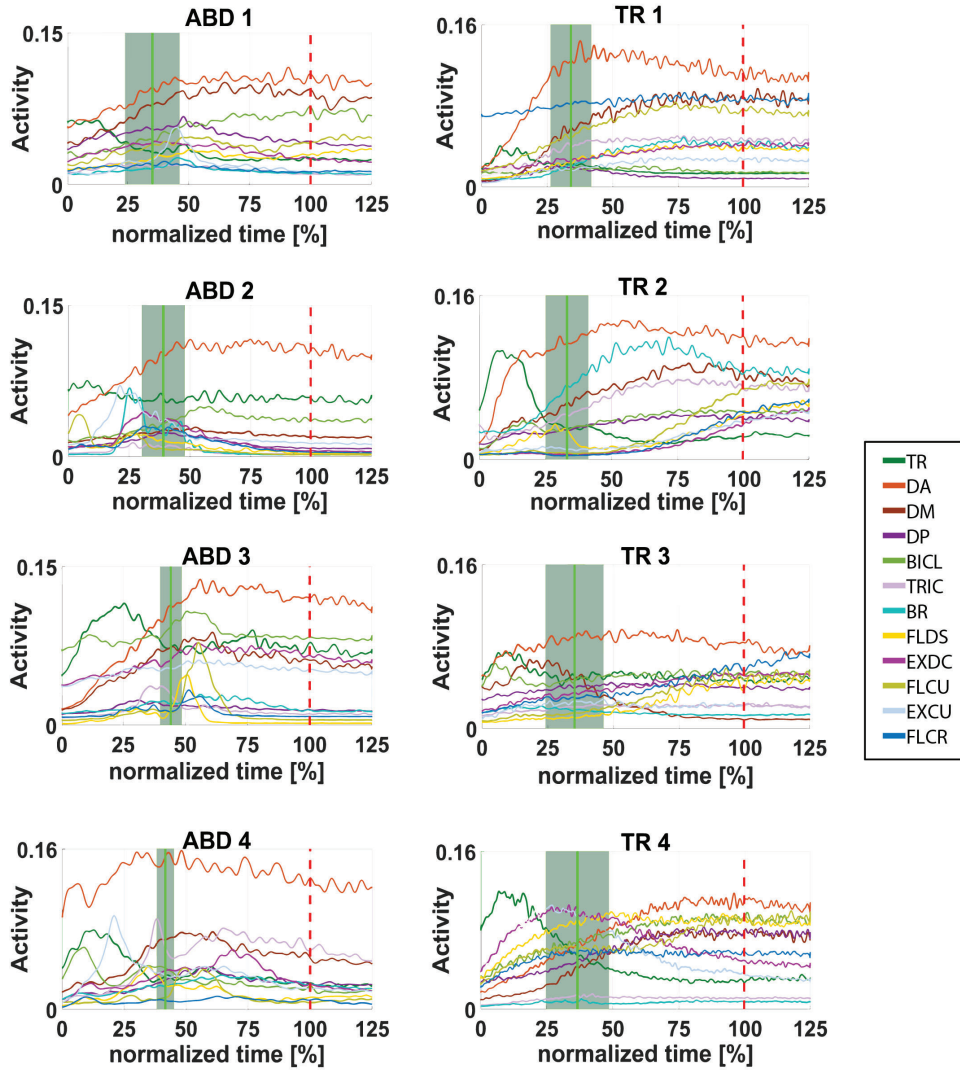 ABD 1
0.15
Activity
0
0 25 50 75 100 125
normalized time [%]
TR 1
0.16
Activity
0
0 25 50 75 100 125
normalized time [%]
ABD 2
0.15
Activity
0
0 25 50 75 100 125
normalized time [%]
TR 2
0.16
Activity
0
0 25 50 75 100 125
normalized time [%]
ABD 3
0.15
Activity
0
0 25 50 75 100 125
normalized time [%]
TR 3
0.16
Activity
0
0 25 50 75 100 125
normalized time [%]
ABD 4
0.16
Activity
0
0 25 50 75 100 125
normalized time [%]
TR 4
0.16
Activity
0
0 25 50 75 100 125
normalized time [%]
TR
DA
DM
DP
BICL
TRIC
BR
FLDS
EXDC
FLCU
EXCU
FLCR